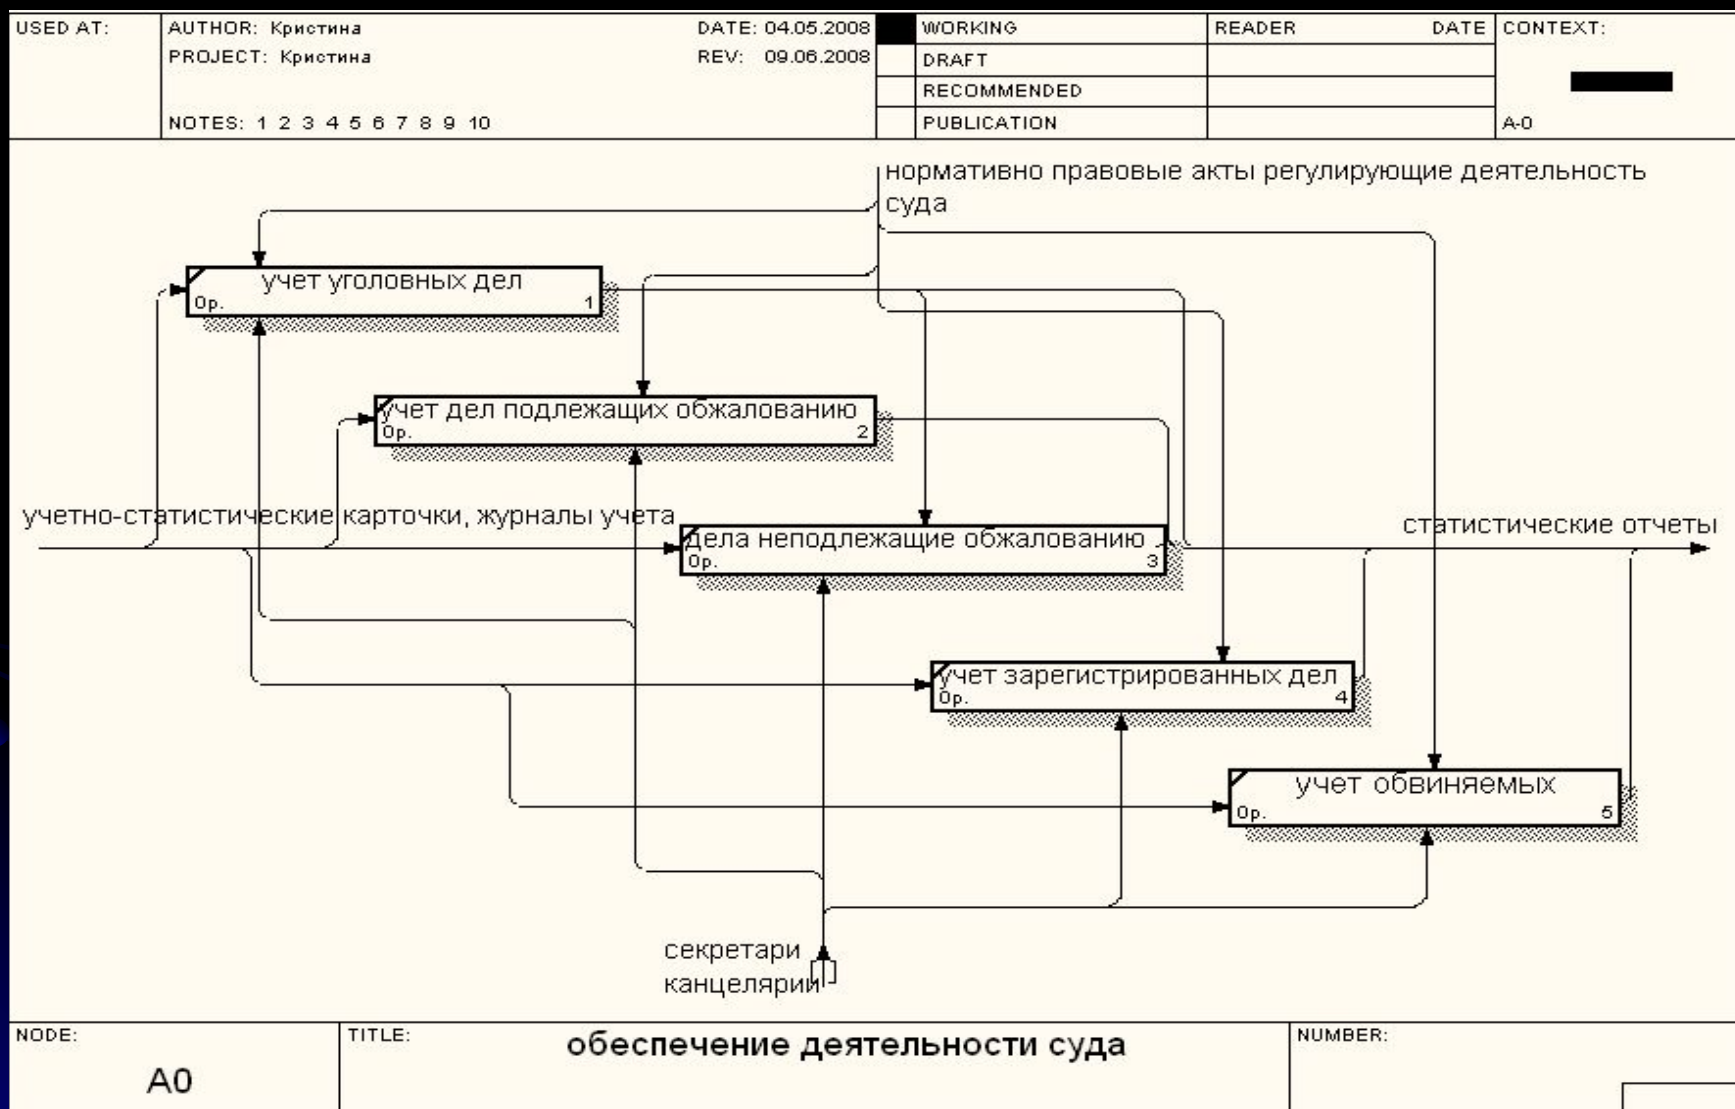 USED AT:
AUTHOR: Кристина
DATE: 04.05.2008
PROJECT: Кристина
REV: 09.06.2008
NOTES: 1 2 3 4 5 6 7 8 9 10
WORKING
DRAFT
RECOMMENDED
PUBLICATION
READER
DATE
CONTEXT:
A-0
нормативно правовые акты регулирующие деятельность
суда
учет уголовных дел
0р.
1
учет дел подлежащих обжалованию
0р.
2
учетно-статистические карточки, журналы учета
дела неподлежащие обжалованию
0р.
3
статистические отчеты
учет зарегистрированных дел
0р.
4
учет обвиняемых
0р.
5
секретари
канцелярии
NODE:
A0
TITLE:
обеспечение деятельности суда
NUMBER: